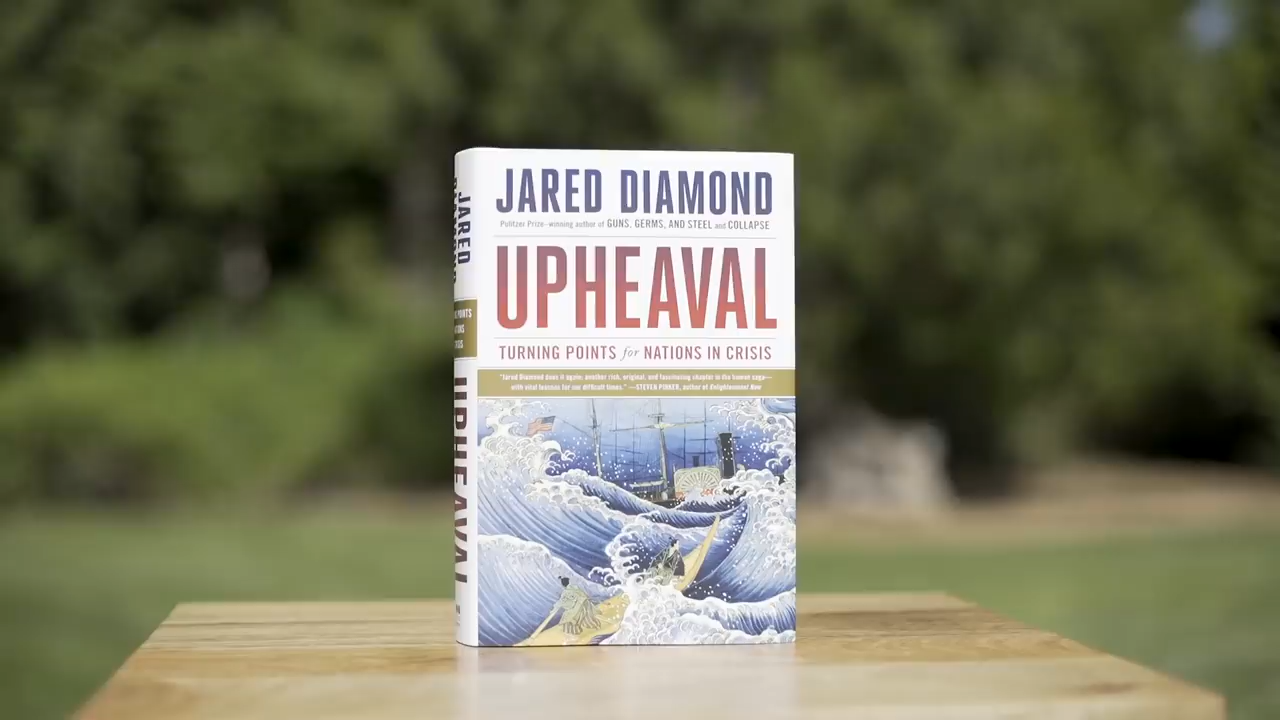 JARED DIAMOND
Pulitzer Prize–winning author of GUNS, GERMS, AND STEEL and COLLAPSE
UPHEAVAL
TURNING POINTS for NATIONS IN CRISIS
"Jared Diamond does it again: another rich, original, and fascinating chapter in the human saga—
with vital lessons for our difficult times." —STEVEN PINKER, author of Enlightenment Now
JARED
UPHEAVAL